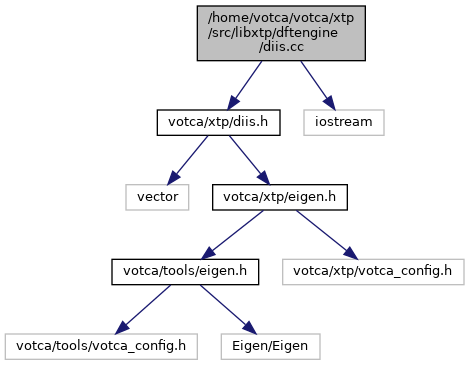 /home/votca/votca/xtp
/src/libxtp/dftengine
/diis.cc
votca/xtp/diis.h
iostream
vector
votca/xtp/eigen.h
votca/tools/eigen.h
votca/xtp/votca_config.h
votca/tools/votca_config.h
Eigen/Eigen